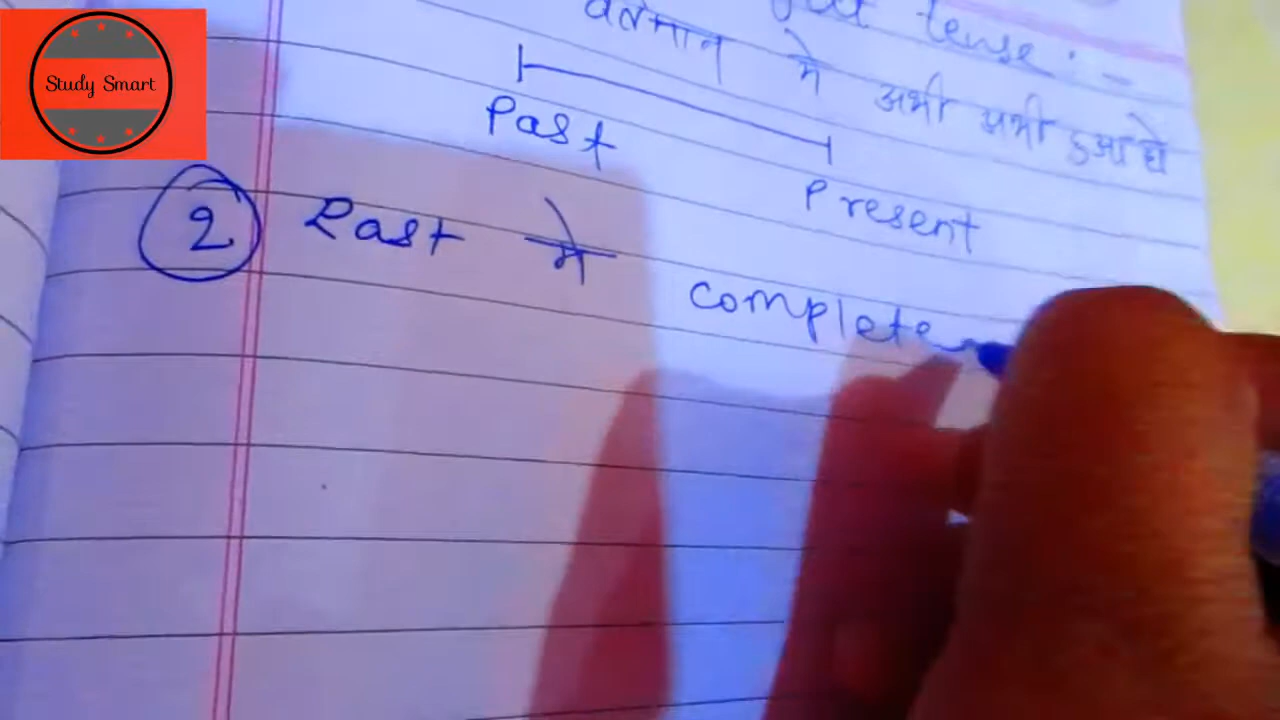 Study Smart
tense :-
वर्तमान में अभी अभी हुआ हो
Past
Present
2 Past में complete